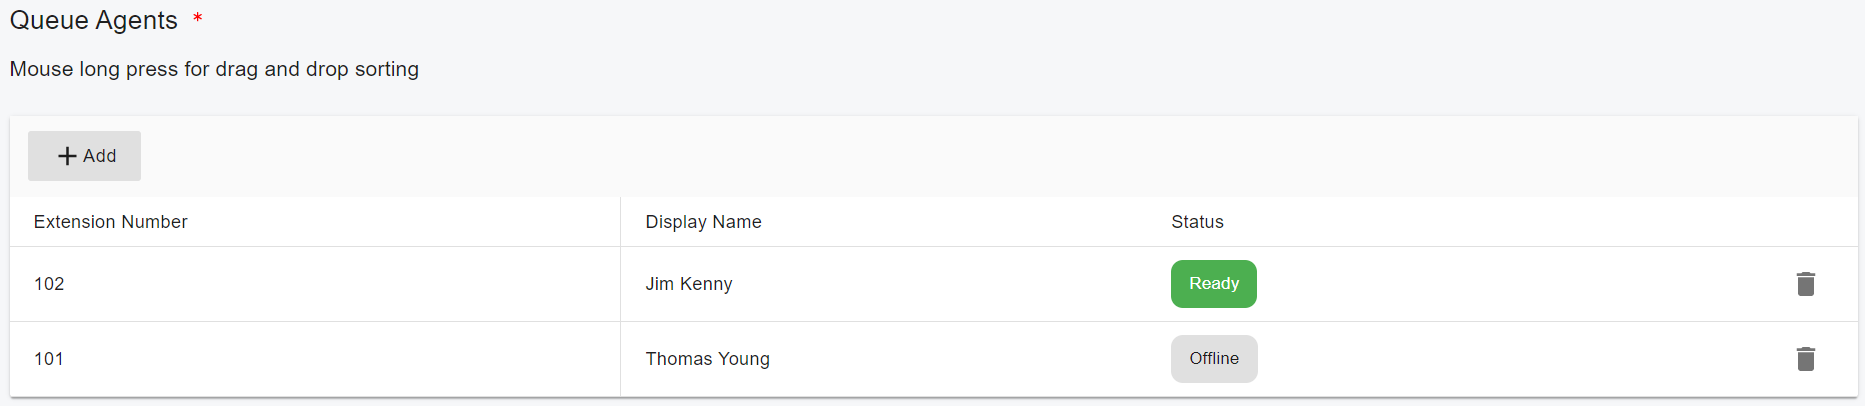 Queue Agents *
Mouse long press for drag and drop sorting
Add
Extension Number Display Name Status
102 Jim Kenny Ready
101 Thomas Young Offline